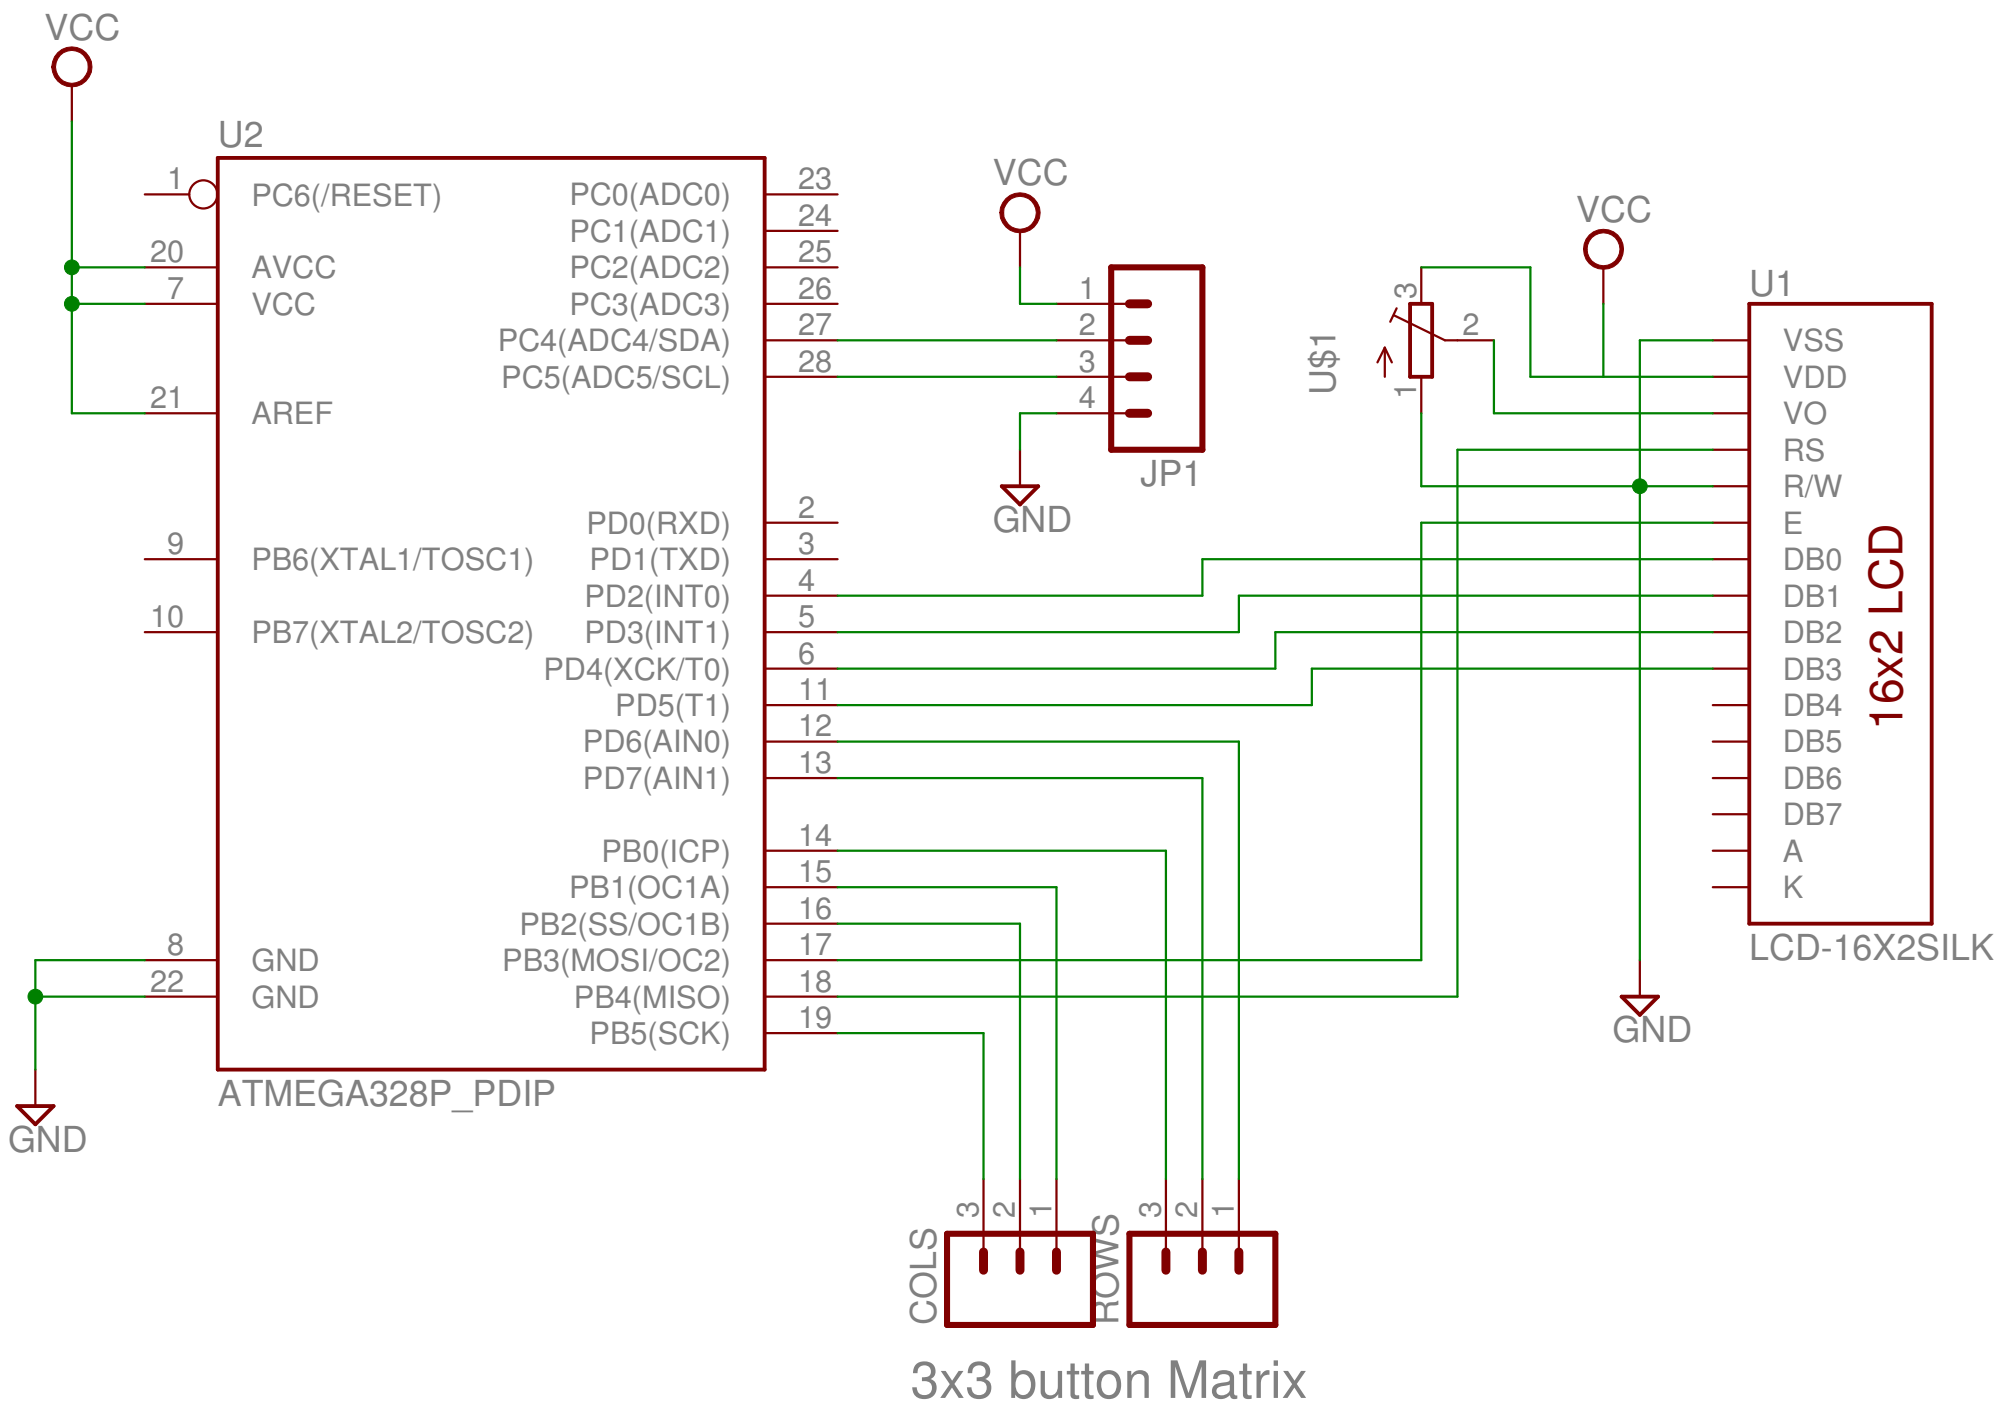 VCC
U2
1
PC6(/RESET)
20
AVCC
7
VCC
21
AREF
9
PB6(XTAL1/TOSC1)
10
PB7(XTAL2/TOSC2)
8
GND
22
GND
GND
PC0(ADC0)
23
PC1(ADC1)
24
PC2(ADC2)
25
PC3(ADC3)
26
PC4(ADC4/SDA)
27
PC5(ADC5/SCL)
28
PD0(RXD)
2
PD1(TXD)
3
PD2(INT0)
4
PD3(INT1)
5
PD4(XCK/T0)
6
PD5(T1)
11
PD6(AIN0)
12
PD7(AIN1)
13
PB0(ICP)
14
PB1(OC1A)
15
PB2(SS/OC1B)
16
PB3(MOSI/OC2)
17
PB4(MISO)
18
PB5(SCK)
19
ATMEGA328P_PDIP
VCC
1
2
3
4
JP1
GND
U$1
3
2
1
VCC
U1
VSS
VDD
VO
RS
R/W
E
DB0
DB1
DB2
DB3
DB4
DB5
DB6
DB7
A
K
16x2 LCD
LCD-16X2SILK
GND
COLS
3
2
1
ROWS
3
2
1
3x3 button Matrix